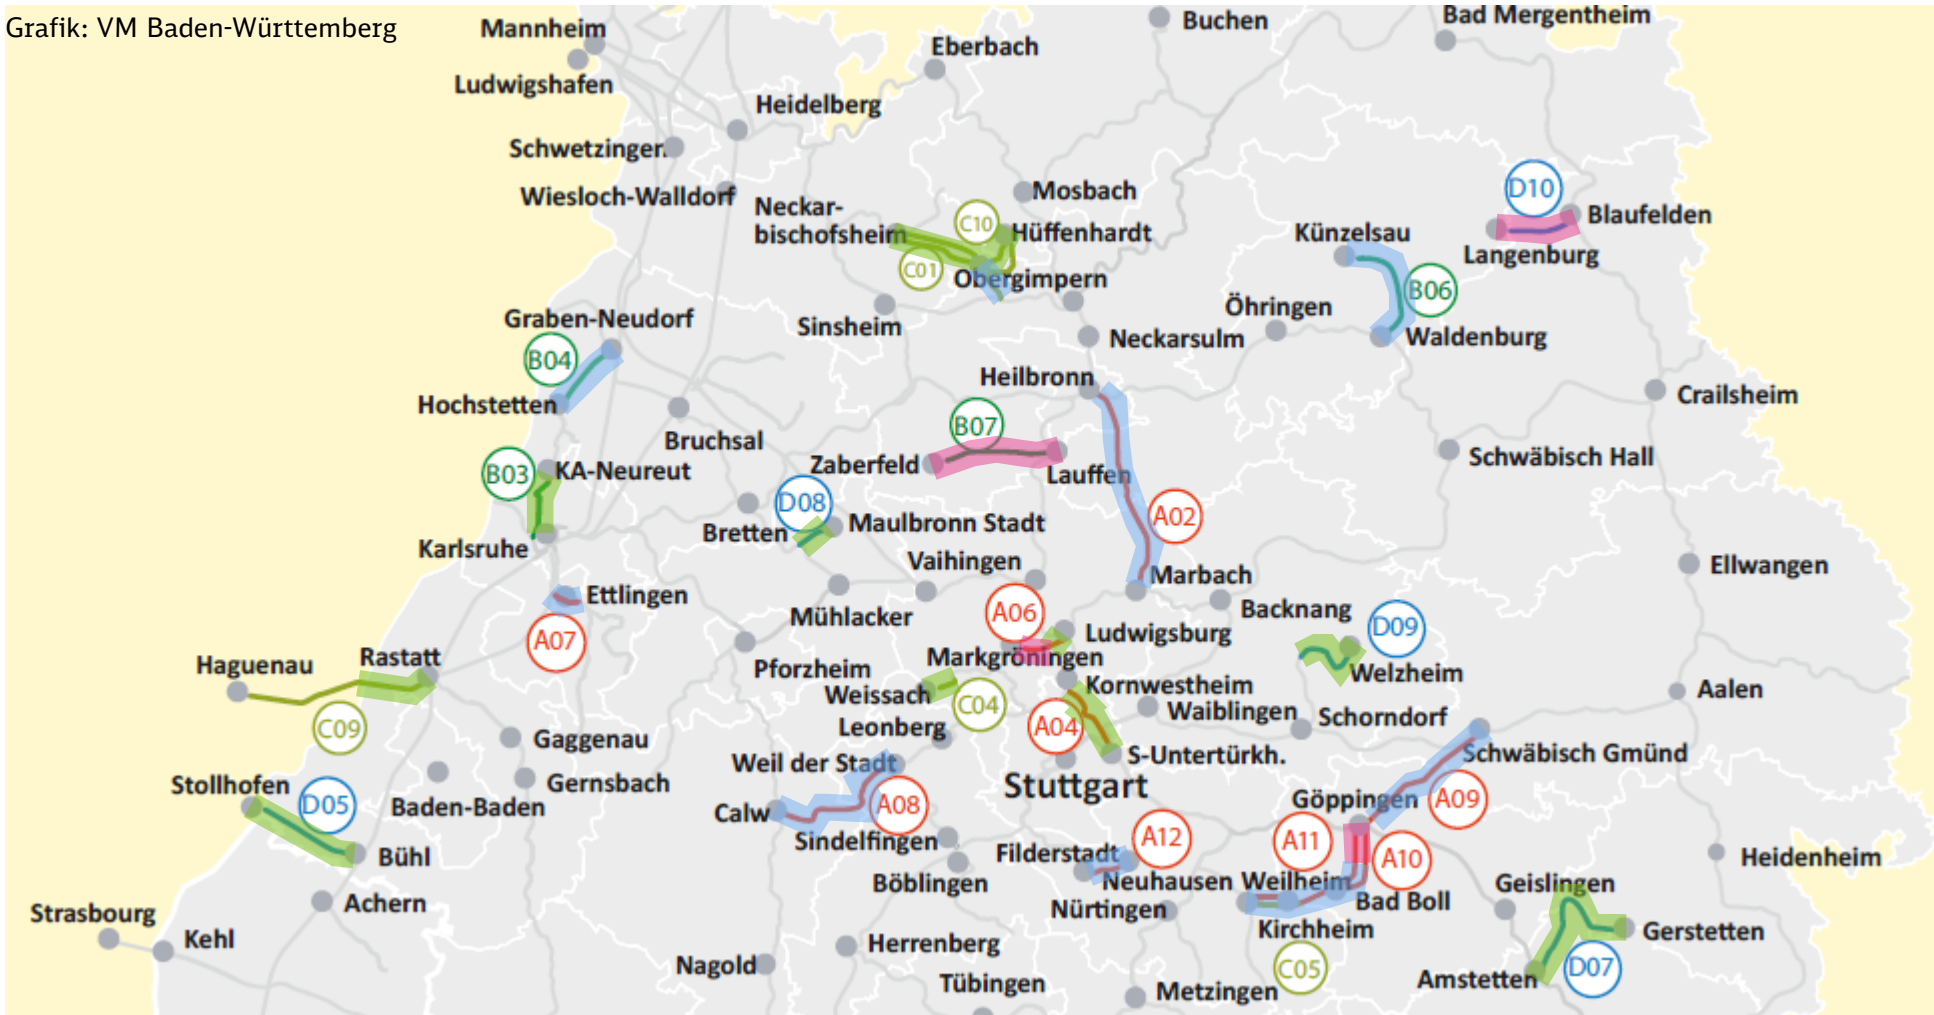 Grafik: VM Baden-Württemberg
Mannheim
Ludwigshafen
Buchen
Bad Mergentheim
Eberbach
Heidelberg
Schwetzingen
Wiesloch-Walldorf
Mosbach
Neckar-
bischofsheim
C10
Hüffenhardt
C01
Obergimpern
D10
Blaufelden
Langenburg
Künzelsau
B06
Waldenburg
Öhringen
Sinsheim
Neckarsulm
Graben-Neudorf
B04
Hochstetten
Heilbronn
Crailsheim
Bruchsal
B07
Zaberfeld
Lauffen
Schwäbisch Hall
B03
KA-Neureut
Karlsruhe
D08
Bretten
Maulbronn Stadt
A02
Vaihingen
Marbach
Ellwangen
Ettlingen
A07
Mühlacker
A06
Ludwigsburg
Backnang
D09
Welzheim
Haguenau
Rastatt
C09
Pforzheim
Markgröningen
Weissach
C04
Kornwestheim
Waiblingen
Schorndorf
Aalen
Leonberg
A04
S-Untertürkh.
Stuttgart
Gaggenau
Gernsbach
Baden-Baden
Weil der Stadt
Calw
A08
Sindelfingen
Schwäbisch Gmünd
Göppingen
A09
Stollhofen
D05
Bühl
Achern
Böblingen
Filderstadt
A12
Neuhausen
A11
A10
Weilheim
Bad Boll
Heidenheim
Geislingen
Nürtingen
Kirchheim
C05
Gerstetten
Amstetten
D07
Strasbourg
Kehl
Nagold
Herrenberg
Tübingen
Metzingen